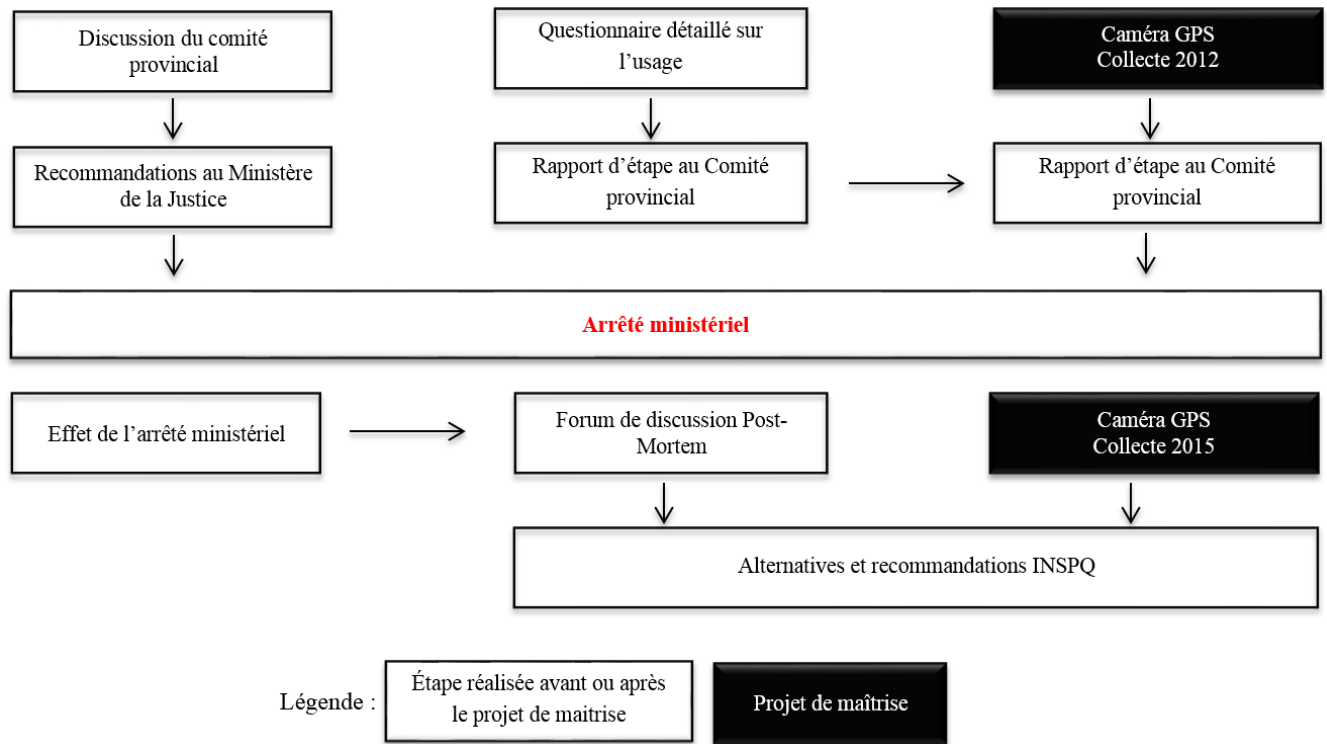 Discussion du comité
provincial
Questionnaire détaillé sur
l’usage
Caméra GPS
Collecte 2012
Recommandations au Ministère
de la Justice
Rapport d’étape au Comité
provincial
Rapport d’étape au Comité
provincial
Arrêté ministériel
Effet de l’arrêté ministériel
Forum de discussion Post-
Mortem
Caméra GPS
Collecte 2015
Alternatives et recommandations INSPQ
Légende :
Étape réalisée avant ou après
le projet de maitrise
Projet de maîtrise